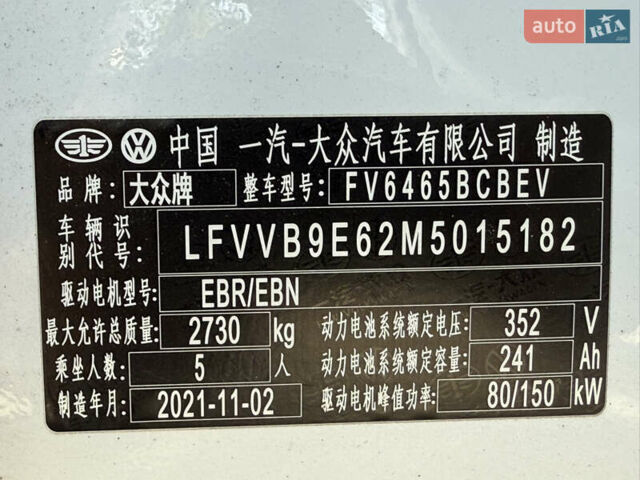 auto RIA.com
中国 一汽-大众汽车有限公司 制造
品牌: 大众牌 整车型号: FV6465BCBEV
车辆识别代号: LFVVB9E62M5015182
驱动电机型号: EBR/EBN
最大允许总质量: 2730 kg 动力电池系统额定电压: 352 V
乘坐人数: 5 人 动力电池系统额定容量: 241 Ah
制造年月: 2021-11-02 驱动电机峰值功率: 80/150 kW